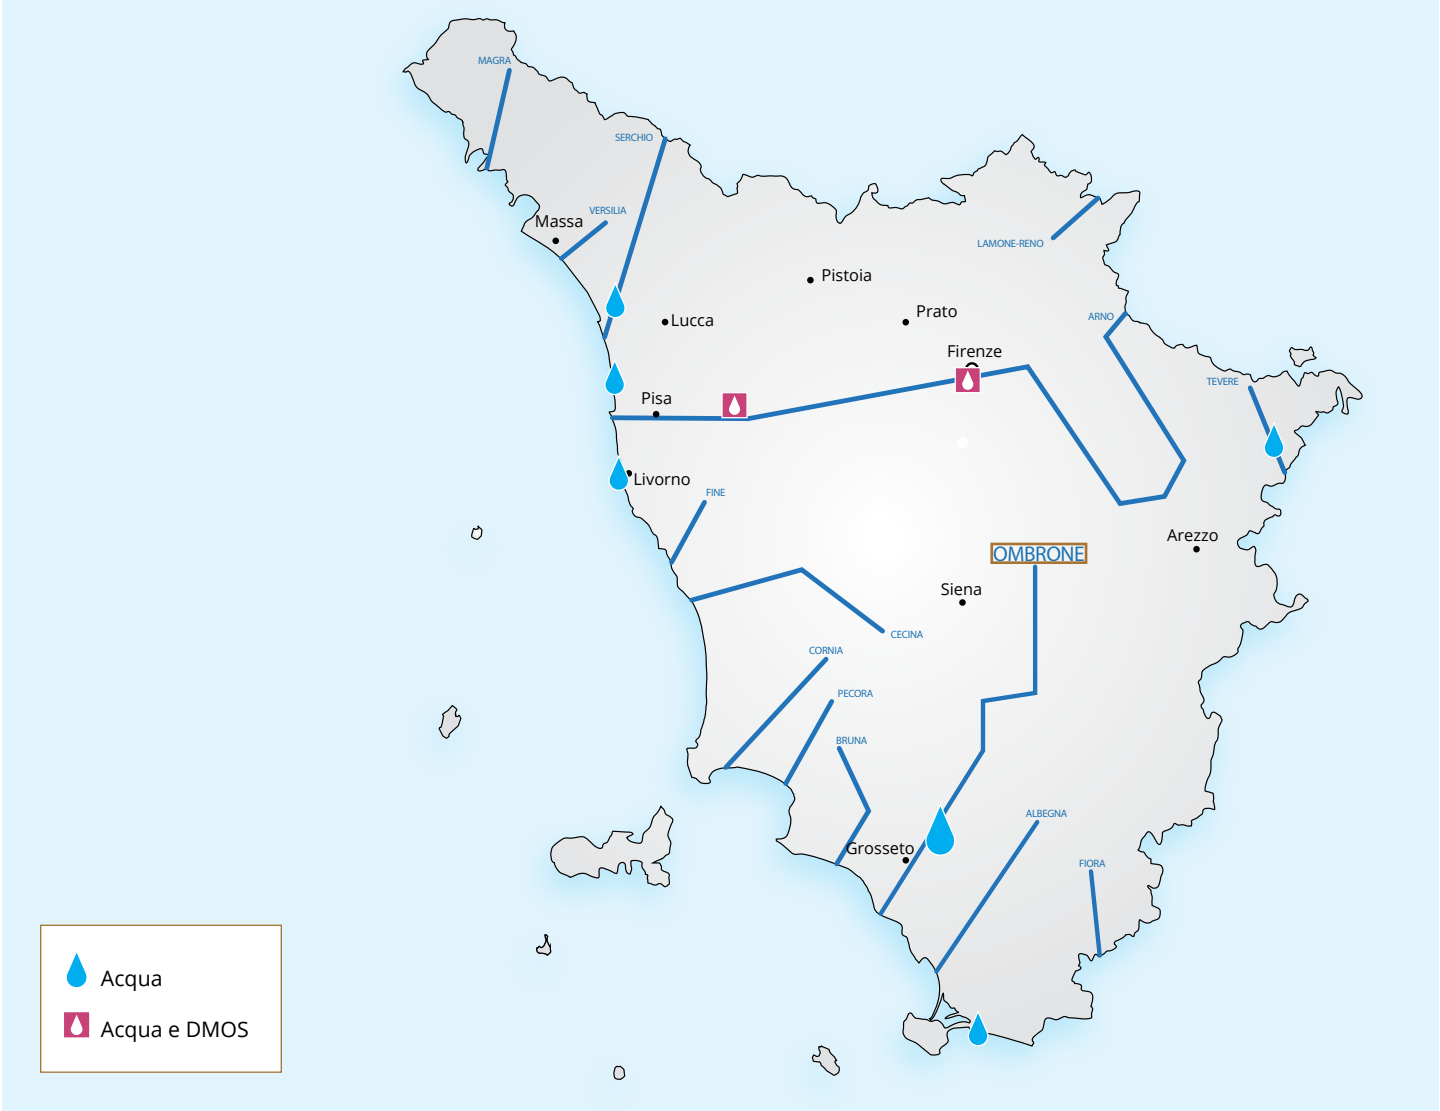 MAGRA
SERCHIO
VERSILIA
Massa
LAMONE-RENO
Pistoia
Prato
ARNO
Lucca
Firenze
TEVERE
Pisa
Livorno
FINE
Arezzo
OMBRONE
Siena
CECINA
CORNIA
PECORA
BRUNA
ALBEGNA
Grosseto
FIORA
Acqua
Acqua e DMOS